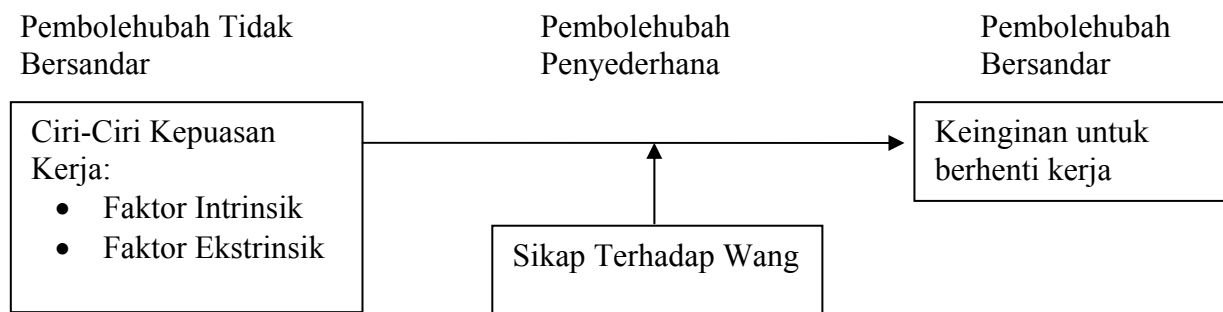 Pembolehubah Tidak
Bersandar
Pembolehubah
Penyederhana
Pembolehubah
Bersandar
Ciri-Ciri Kepuasan
Kerja:
• Faktor Intrinsik
• Faktor Ekstrinsik
Sikap Terhadap Wang
Keinginan untuk
berhenti kerja